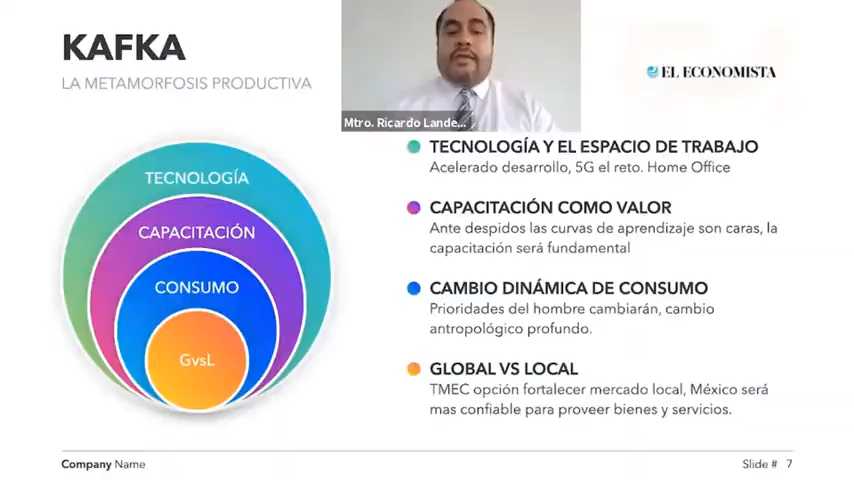 KAFKA
LA METAMORFOSIS PRODUCTIVA
Mtro. Ricardo Lande...
EL ECONOMISTA
TECNOLOGÍA
CAPACITACIÓN
CONSUMO
GvsL
TECNOLOGÍA Y EL ESPACIO DE TRABAJO
Acelerado desarrollo, 5G el reto. Home Office
CAPACITACIÓN COMO VALOR
Ante despidos las curvas de aprendizaje son caras, la
capacitación será fundamental
CAMBIO DINÁMICA DE CONSUMO
Prioridades del hombre cambiarán, cambio
antropológico profundo.
GLOBAL VS LOCAL
TMEC opción fortalecer mercado local, México será
mas confiable para proveer bienes y servicios.
Company Name
Slide # 7